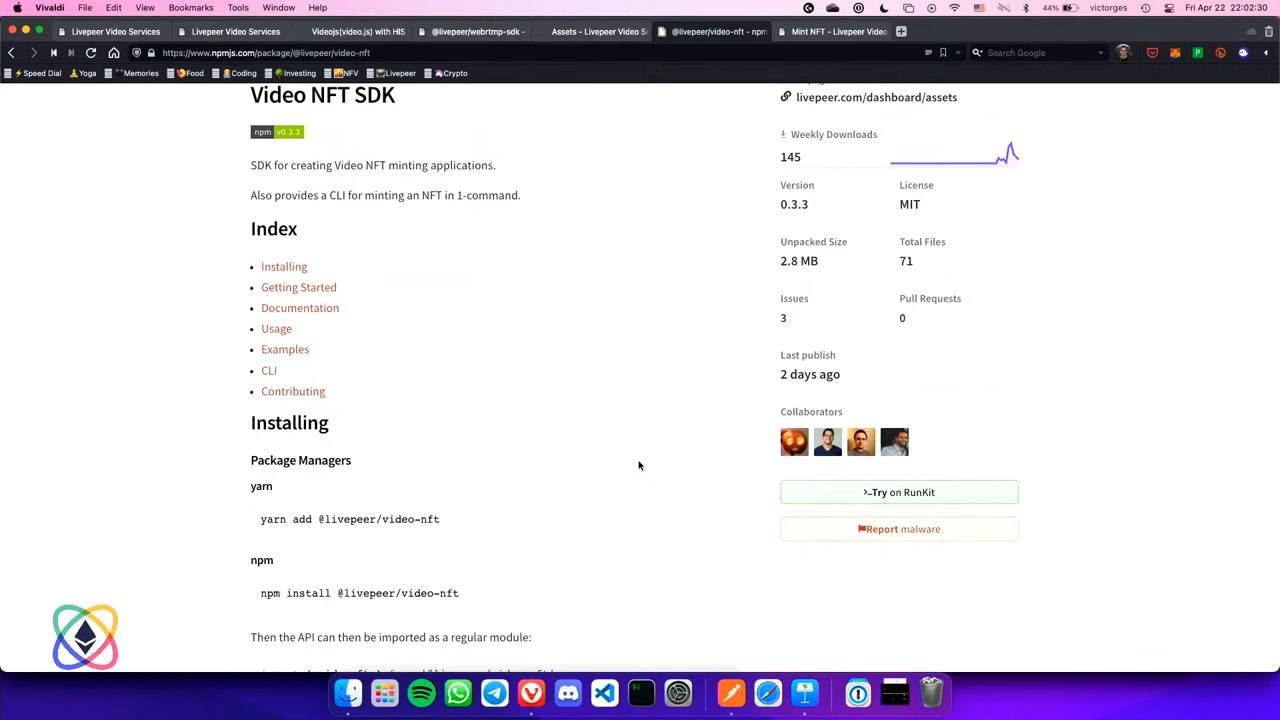 Vivaldi File Edit View Bookmarks Tools Window Help
44% victorges Fri Apr 22 22:02:30
Livepeer Video Services
Livepeer Video Services
Videojs(video.js) with HlS
@livepeer/webrtmp-sdk -
Assets - Livepeer Video S
@livepeer/video-nft - npm
Mint NFT - Livepeer Vide
https://www.npmjs.com/package/@livepeer/video-nft
Search Google
Speed Dial Yoga Memories Food Coding Investing NFV Livepeer Crypto
Video NFT SDK
npm v0.3.3
SDK for creating Video NFT minting applications.
Also provides a CLI for minting an NFT in 1-command.
Index
Installing
Getting Started
Documentation
Usage
Examples
CLI
Contributing
Installing
Package Managers
yarn
yarn add @livepeer/video-nft
npm
npm install @livepeer/video-nft
Then the API can then be imported as a regular module:
livepeer.com/dashboard/assets
Weekly Downloads
145
Version License
0.3.3 MIT
Unpacked Size Total Files
2.8 MB 71
Issues Pull Requests
3 0
Last publish
2 days ago
Collaborators
>_Try on RunKit
Report malware